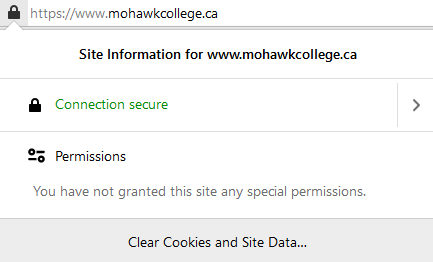 https://www.mohawkcollege.ca
Site Information for www.mohawkcollege.ca
Connection secure
Permissions
You have not granted this site any special permissions.
Clear Cookies and Site Data...